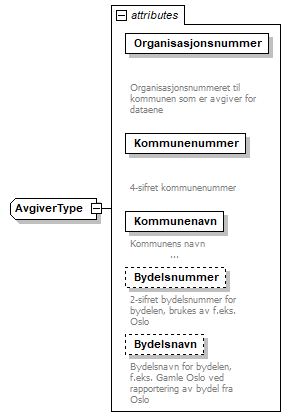 attributes
Organisasjonsnummer
Organisasjonsnummeret til
kommunen som er avgiver for
dataene
Kommunenummer
4-sifret kommunenummer
AvgiverType
Kommunenavn
Kommunens navn
...
Bydelsnummer
2-sifret bydelsnummer for
bydelen, brukes av f.eks.
Oslo
Bydelsnavn
Bydelsnavn for bydelen,
f.eks. Gamle Oslo ved
rapportering av bydel fra
Oslo